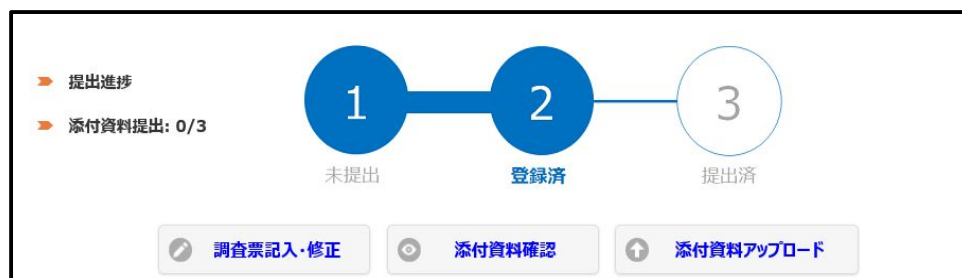 提出進捗
添付資料提出: 0/3
1
2
3
未提出
登録済
提出済
調査票記入・修正
添付資料確認
添付資料アップロード